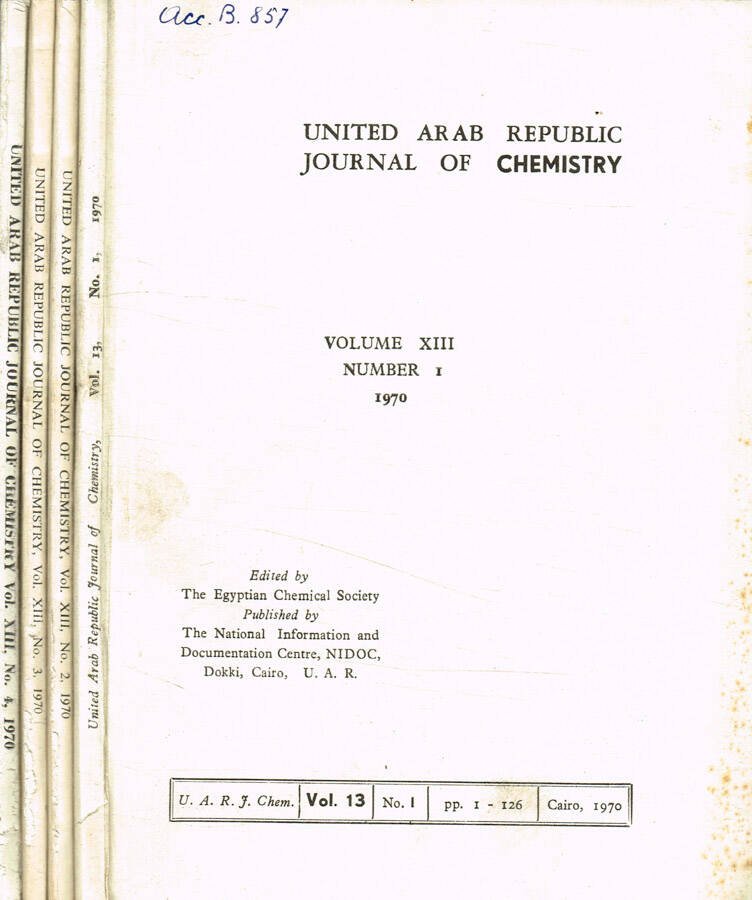 Acc. B. 857
UNITED ARAB REPUBLIC
JOURNAL OF CHEMISTRY
VOLUME XIII
NUMBER 1
1970
Edited by
The Egyptian Chemical Society
Published by
The National Information and
Documentation Centre, NIDOC,
Dokki, Cairo, U. A. R.
U. A. R. J. Chem. Vol. 13 No. 1 pp. 1 - 126 Cairo, 1970
UNITED ARAB REPUBLIC JOURNAL OF CHEMISTRY Vol. XIII, No. 4, 1970
UNITED ARAB REPUBLIC JOURNAL OF CHEMISTRY, Vol. XIII, No. 3, 1970
UNITED ARAB REPUBLIC JOURNAL OF CHEMISTRY, Vol. XIII, No. 2, 1970
United Arab Republic Journal of Chemistry, Vol. 13, No. 1, 1970